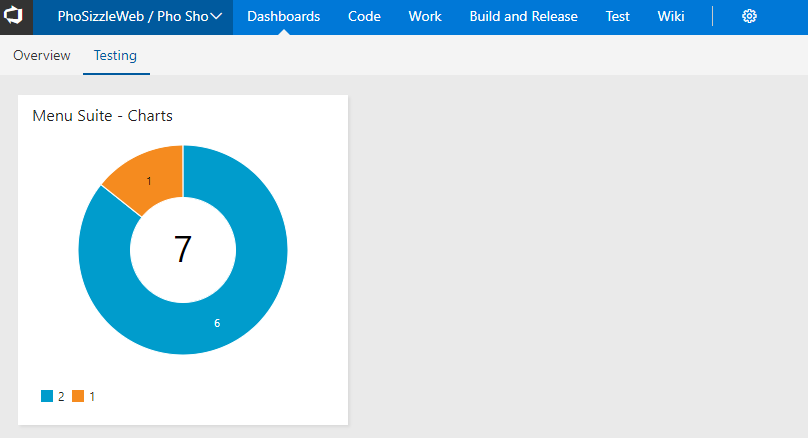 PhoSizzleWeb / Pho Sho Dashboards Code Work Build and Release Test Wiki
Overview Testing
Menu Suite - Charts
1
7
6
2 1